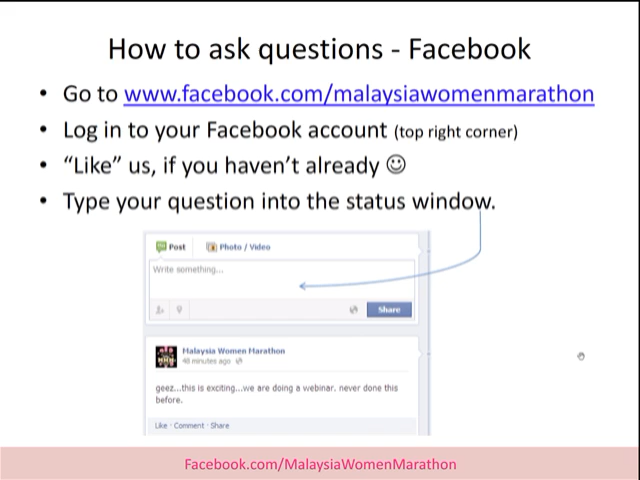 How to ask questions - Facebook
• Go to www.facebook.com/malaysiawomenmarathon
• Log in to your Facebook account (top right corner)
• “Like” us, if you haven’t already ☺
• Type your question into the status window.
Post Photo / Video
Write something...
Share
Malaysia Women Marathon
48 minutes ago
geez...this is exciting...we are doing a webinar. never done this
before.
Like · Comment · Share
Facebook.com/MalaysiaWomenMarathon